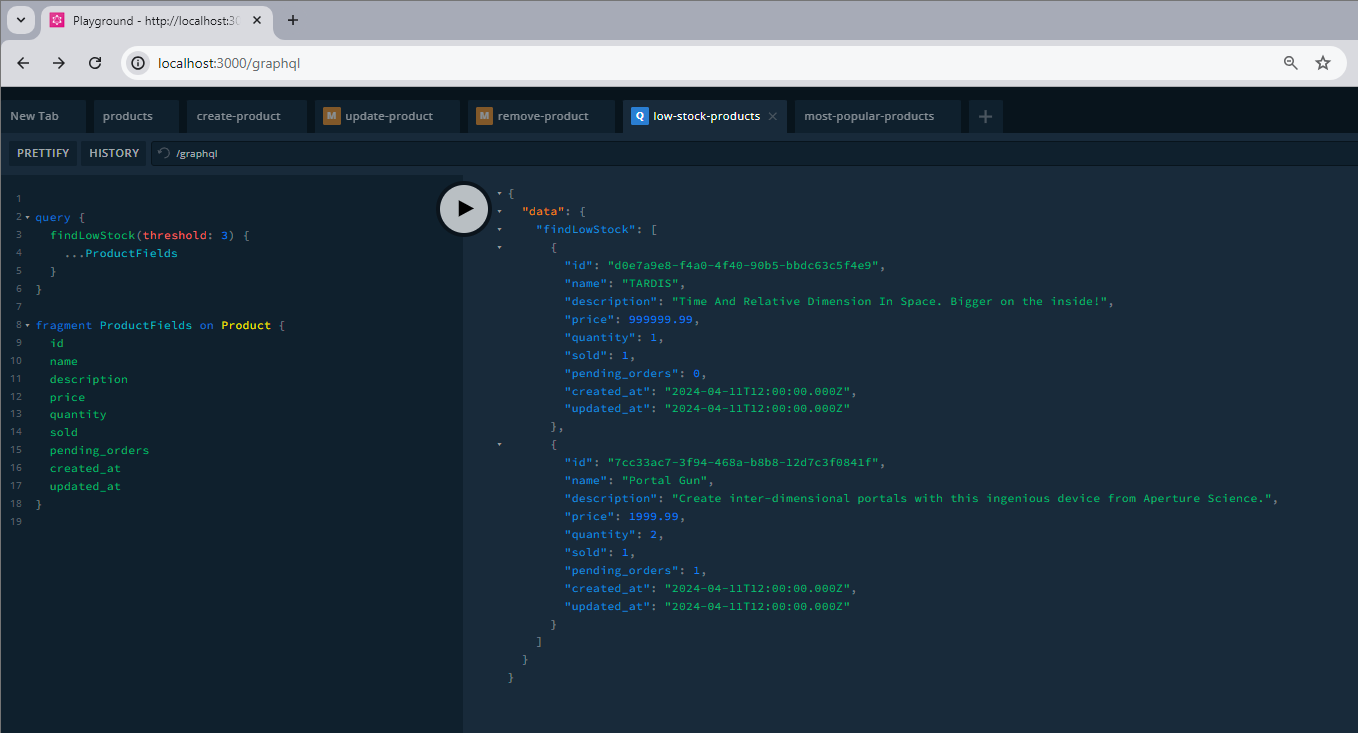 Playground - http://localhost:30
localhost:3000/graphql
New Tab products create-product M update-product M remove-product Q low-stock-products most-popular-products
PRETTIFY HISTORY /graphql
1
2 query {
3 findLowStock(threshold: 3) {
4 ...ProductFields
5 }
6 }
7
8 fragment ProductFields on Product {
9 id
10 name
11 description
12 price
13 quantity
14 sold
15 pending_orders
16 created_at
17 updated_at
18 }
19
{
"data": {
"findLowStock": [
{
"id": "d0e7a9e8-f4a0-4f40-90b5-bbdc63c5f4e9",
"name": "TARDIS",
"description": "Time And Relative Dimension In Space. Bigger on the inside!",
"price": 999999.99,
"quantity": 1,
"sold": 1,
"pending_orders": 0,
"created_at": "2024-04-11T12:00:00.000Z",
"updated_at": "2024-04-11T12:00:00.000Z"
},
{
"id": "7cc33ac7-3f94-468a-b8b8-12d7c3f0841f",
"name": "Portal Gun",
"description": "Create inter-dimensional portals with this ingenious device from Aperture Science.",
"price": 1999.99,
"quantity": 2,
"sold": 1,
"pending_orders": 1,
"created_at": "2024-04-11T12:00:00.000Z",
"updated_at": "2024-04-11T12:00:00.000Z"
}
]
}
}